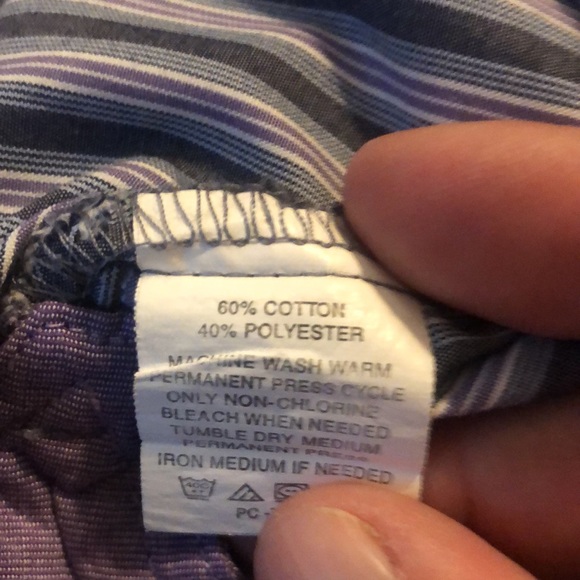 60% COTTON
40% POLYESTER
MACHINE WASH WARM
PERMANENT PRESS CYCLE
ONLY NON-CHLORINE
BLEACH WHEN NEEDED
TUMBLE DRY MEDIUM
PERMANENT PRESS
IRON MEDIUM IF NEEDED
PC